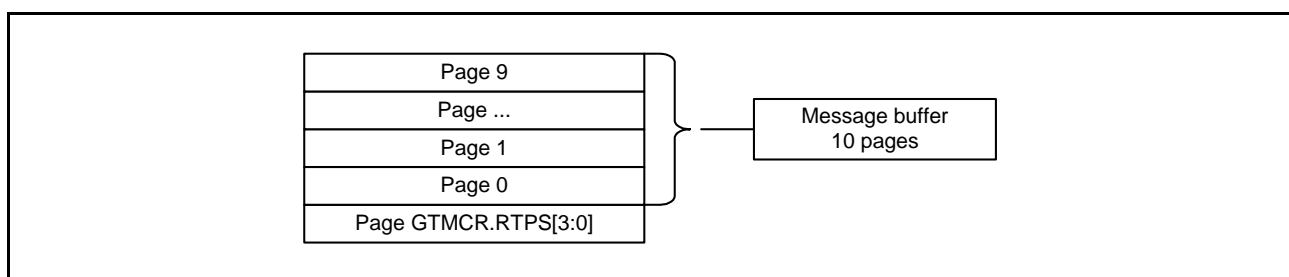 Page 9
Page ...
Page 1
Page 0
Page GTMCR.RTPS[3:0]
Message buffer
10 pages